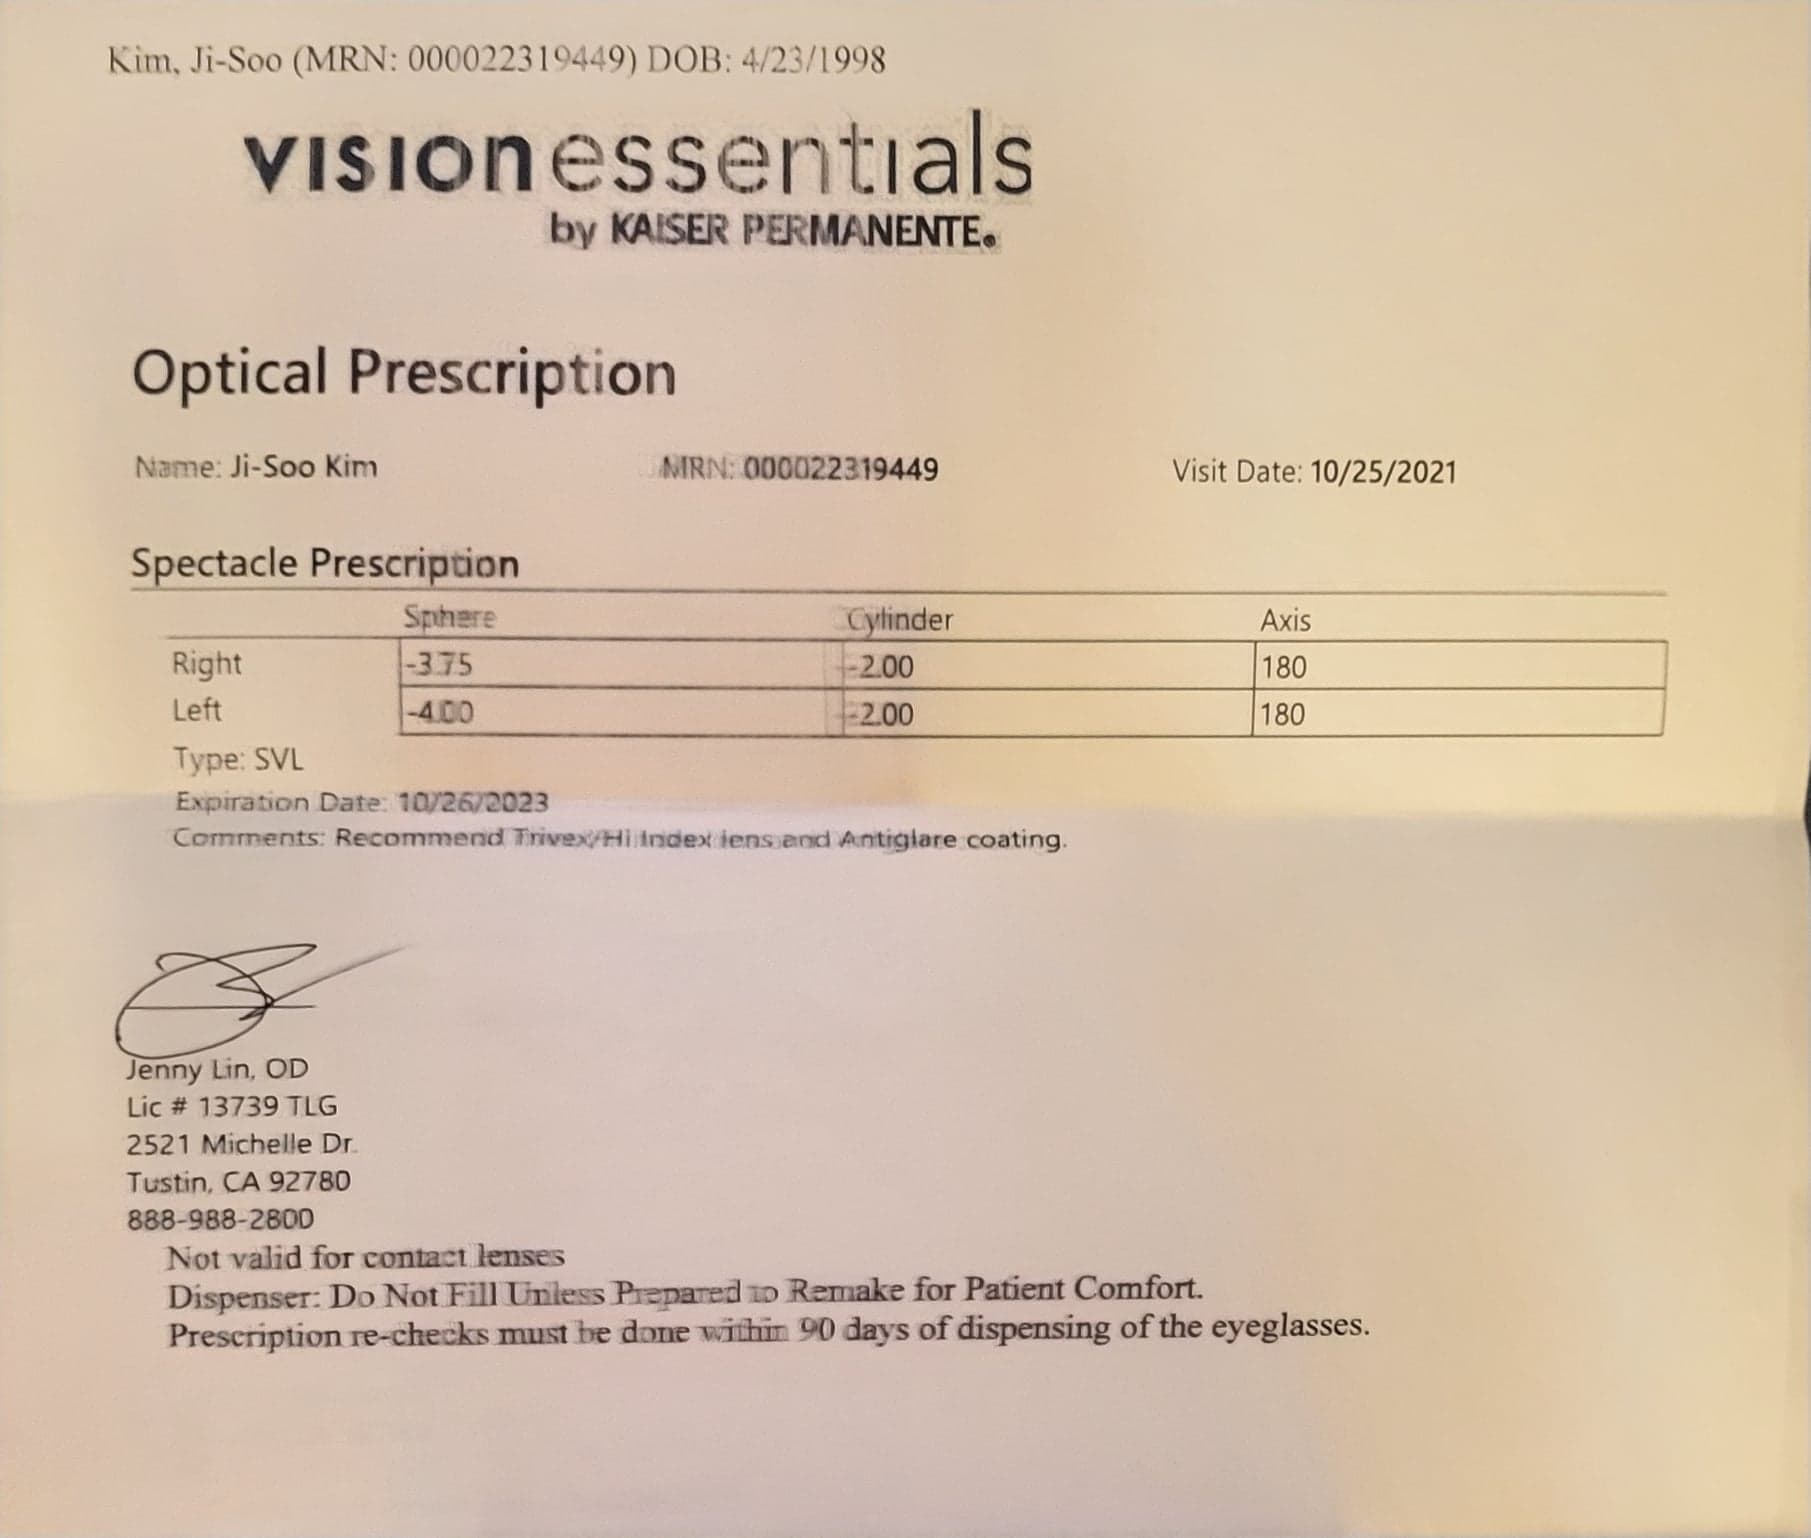 Kim, Ji-Soo (MRN: 000022319449) DOB: 4/23/1998
visionessentials
by KAISER PERMANENTE.
Optical Prescription
Name: Ji-Soo Kim MRN: 000022319449 Visit Date: 10/25/2021
Spectacle Prescription
Sphere Cylinder Axis
Right -3.75 -2.00 180
Left -4.00 -2.00 180
Type: SVL
Expiration Date: 10/26/2023
Comments: Recommend Trivex/Hi Index lens and Antiglare coating.
Jenny Lin, OD
Lic # 13739 TLG
2521 Michelle Dr.
Tustin, CA 92780
888-988-2800
Not valid for contact lenses
Dispenser: Do Not Fill Unless Prepared to Remake for Patient Comfort.
Prescription re-checks must be done within 90 days of dispensing of the eyeglasses.